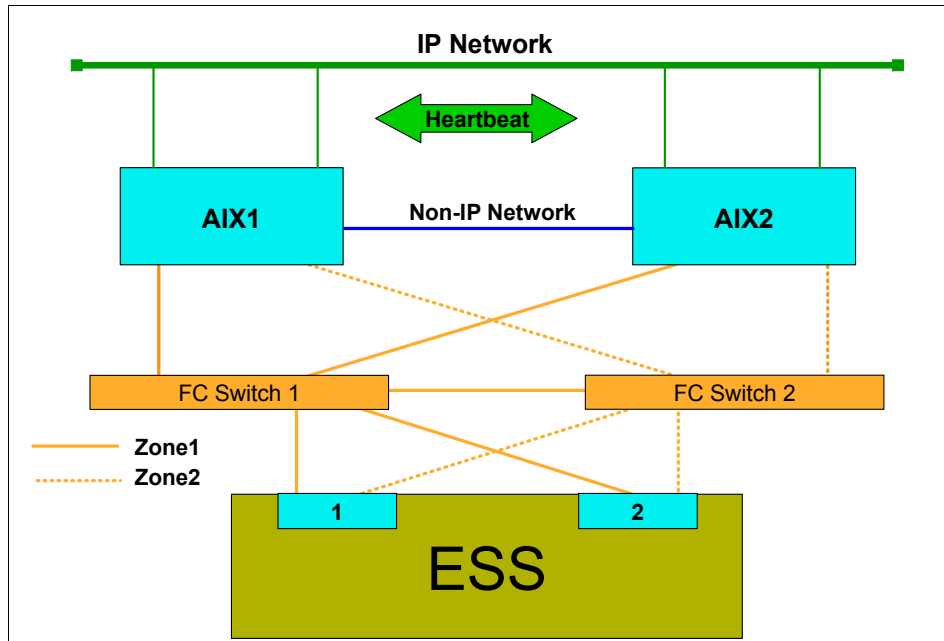 IP Network
Heartbeat
AIX1
Non-IP Network
AIX2
FC Switch 1
FC Switch 2
Zone1
Zone2
1
2
ESS